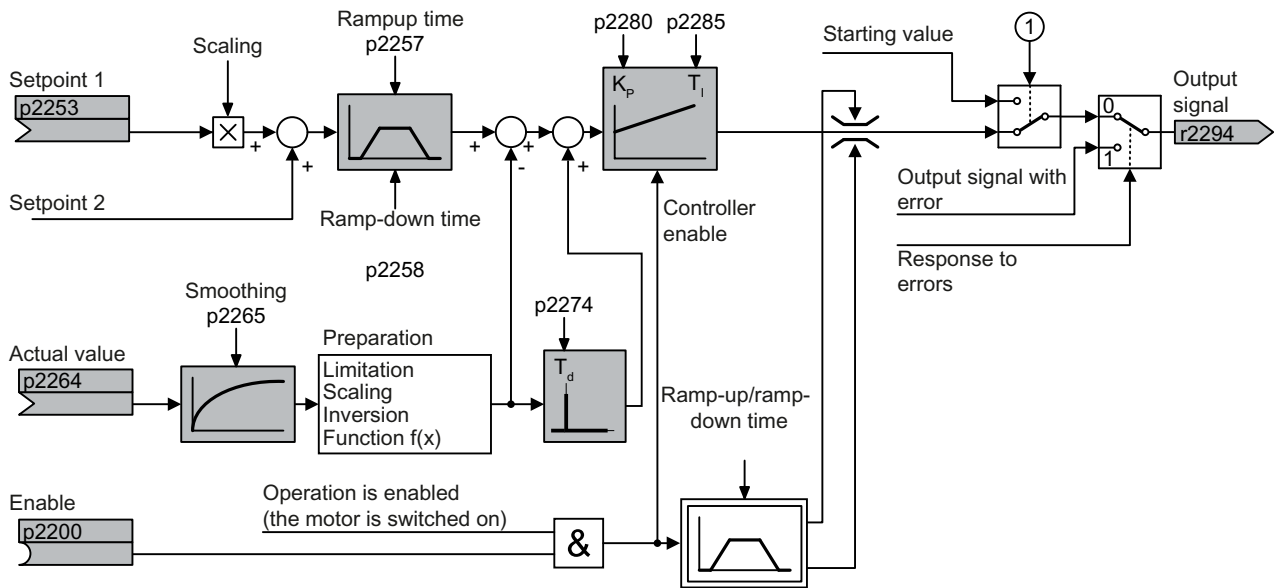 Setpoint 1
p2253
Scaling
×
+
+
Setpoint 2
Rampup time
p2257
Ramp-down time
p2258
+
-
+
+
p2280
p2285
K_P
T_I
Controller
enable
Starting value
1
0
1
Output
signal
r2294
Output signal with
error
Response to
errors
Actual value
p2264
Smoothing
p2265
Preparation
Limitation
Scaling
Inversion
Function f(x)
p2274
T_d
Ramp-up/ramp-
down time
Enable
p2200
Operation is enabled
(the motor is switched on)
&